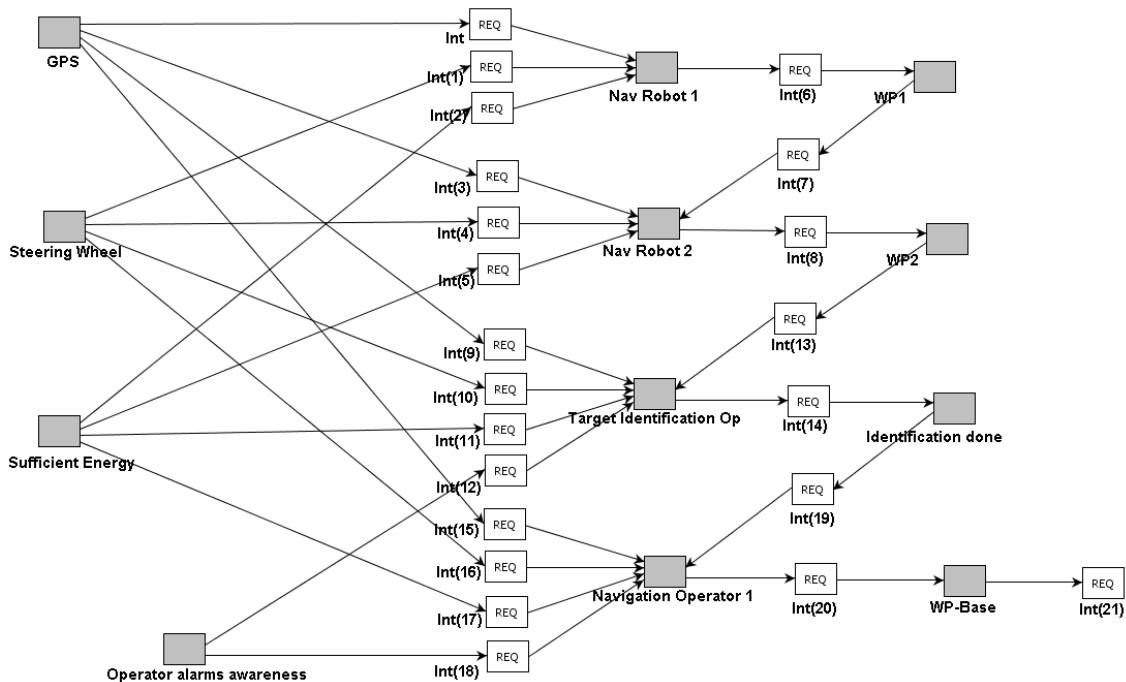 REQ
Int
GPS
REQ
Int(1)
Nav Robot 1
REQ
Int(6)
WP1
REQ
Int(2)
REQ
Int(7)
REQ
Int(3)
REQ
Int(4)
Steering Wheel
Nav Robot 2
REQ
Int(8)
WP2
REQ
Int(5)
REQ
Int(13)
REQ
Int(9)
REQ
Int(10)
Target Identification Op
REQ
Int(14)
Identification done
REQ
Int(11)
Sufficient Energy
REQ
Int(12)
REQ
Int(19)
REQ
Int(15)
REQ
Int(16)
Navigation Operator 1
REQ
Int(20)
WP-Base
REQ
Int(21)
REQ
Int(17)
REQ
Int(18)
Operator alarms awareness